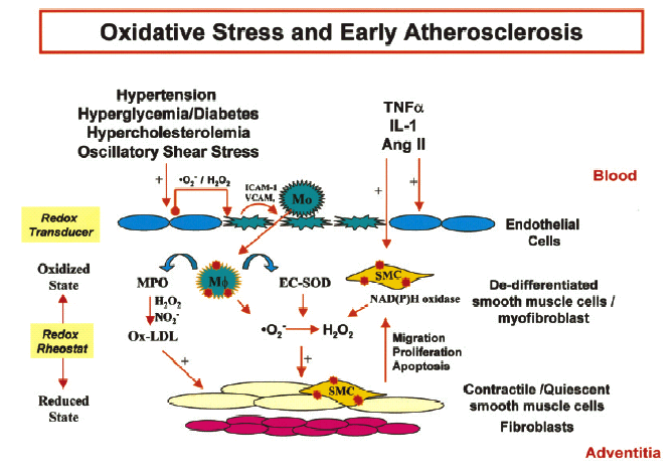 Oxidative Stress and Early Atherosclerosis
Hypertension
Hyperglycemia/Diabetes
Hypercholesterolemia
Oscillatory Shear Stress
TNFα
IL-1
Ang II
Blood
+
•O₂⁻ / H₂O₂
ICAM-1
VCAM,
Mo
+
+
Redox
Transducer
Endothelial
Cells
Oxidized
State
MPO
Mϕ
EC-SOD
SMC
H₂O₂
NO₂⁻
NAD(P)H oxidase
De-differentiated
smooth muscle cells /
myofibroblast
Redox
Rheostat
Ox-LDL
•O₂⁻
H₂O₂
Migration
Proliferation
Apoptosis
+
+
Reduced
State
SMC
Contractile /Quiescent
smooth muscle cells
Fibroblasts
Adventitia